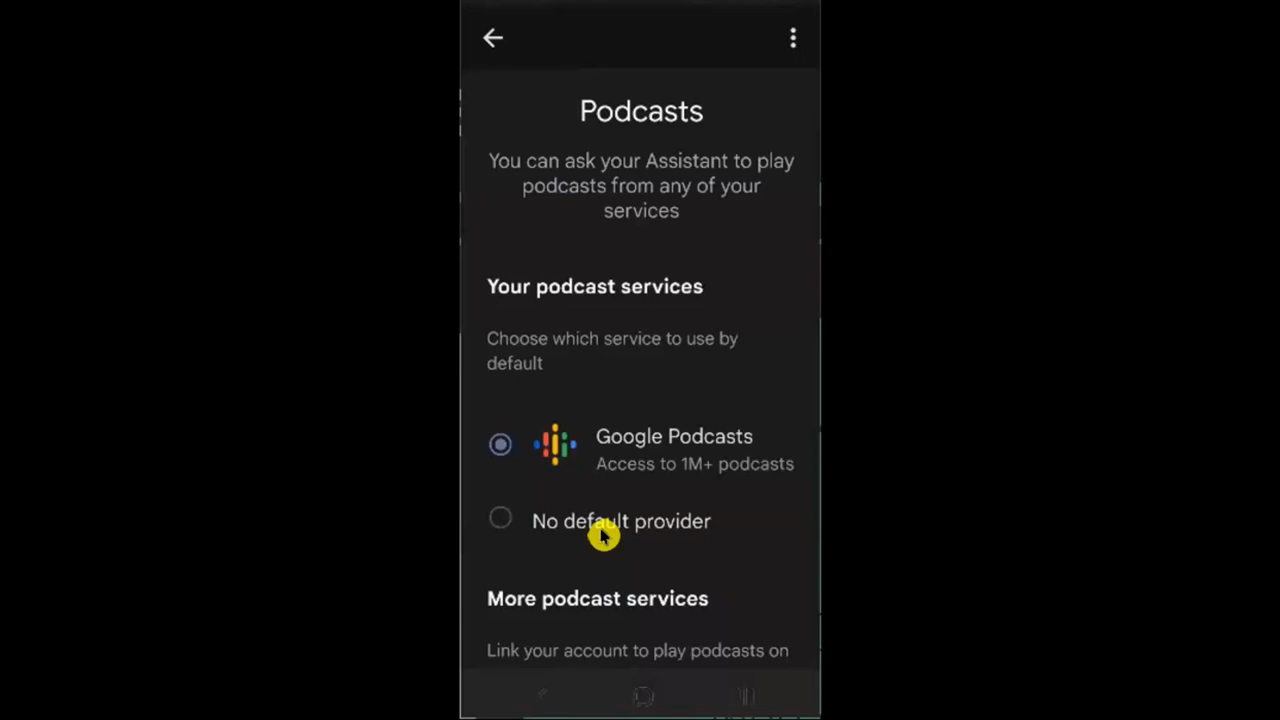 Podcasts
You can ask your Assistant to play
podcasts from any of your
services
Your podcast services
Choose which service to use by
default
Google Podcasts
Access to 1M+ podcasts
No default provider
More podcast services
Link your account to play podcasts on